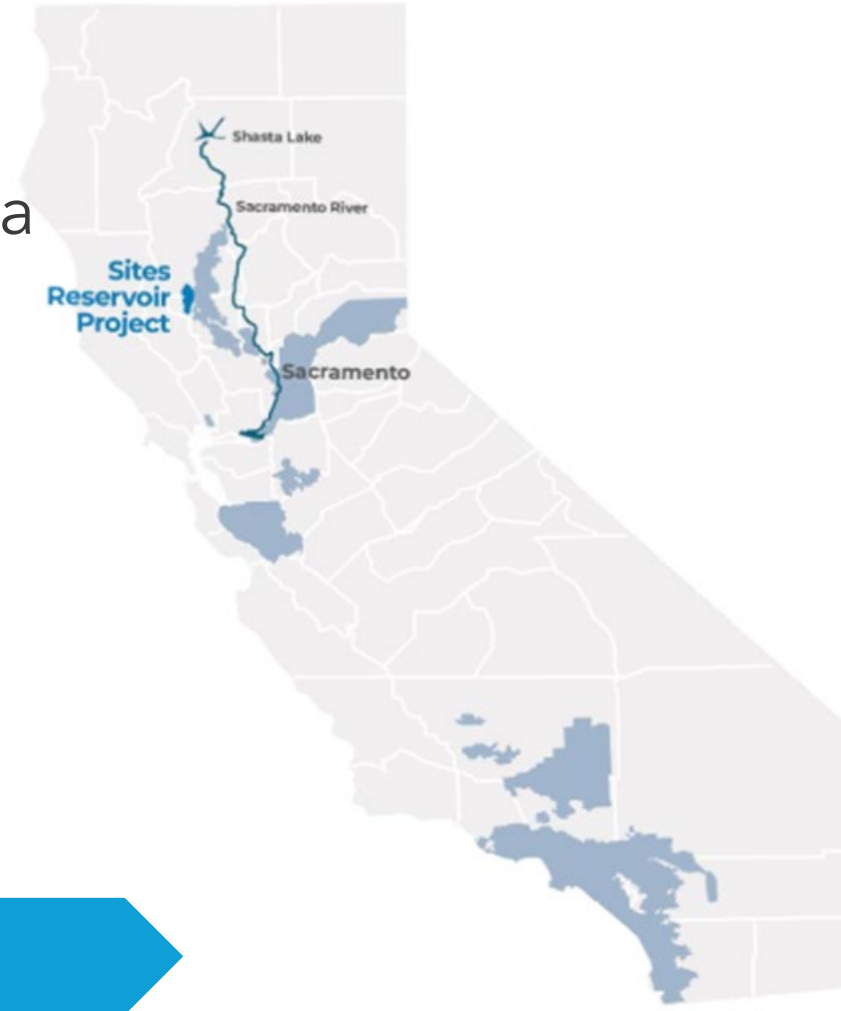 Shasta Lake
Sacramento River
a
Sites
Reservoir
Project
Sacramento